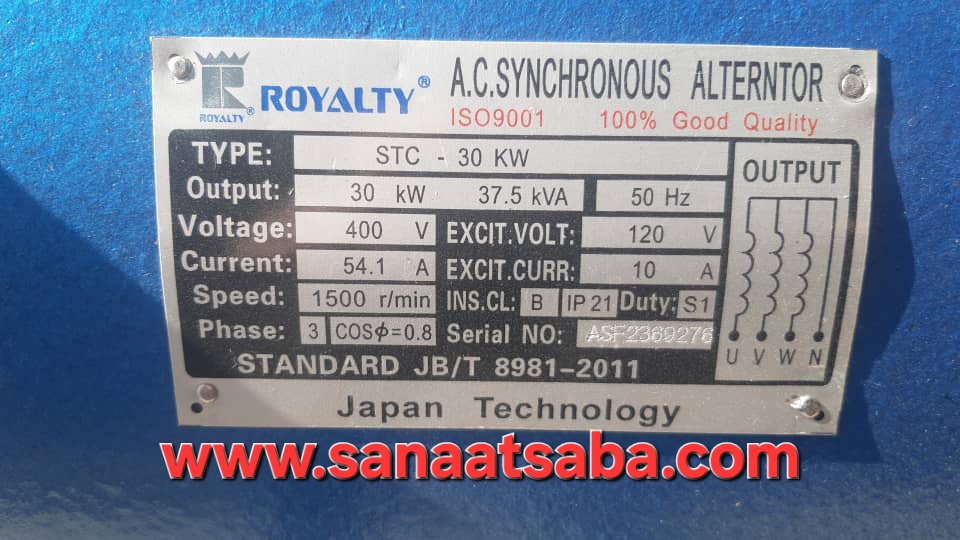 ROYALTY
ROYALTY® A.C.SYNCHRONOUS ALTERNTOR
ISO9001 100% Good Quality
TYPE: STC - 30 KW
Output: 30 kW 37.5 kVA 50 Hz
Voltage: 400 V EXCIT.VOLT: 120 V
Current: 54.1 A EXCIT.CURR: 10 A
Speed: 1500 r/min INS.CL: B IP21 Duty: S1
Phase: 3 COSϕ=0.8 Serial NO: ASF2369276
OUTPUT
U V W N
STANDARD JB/T 8981-2011
Japan Technology
www.sanaatsaba.com